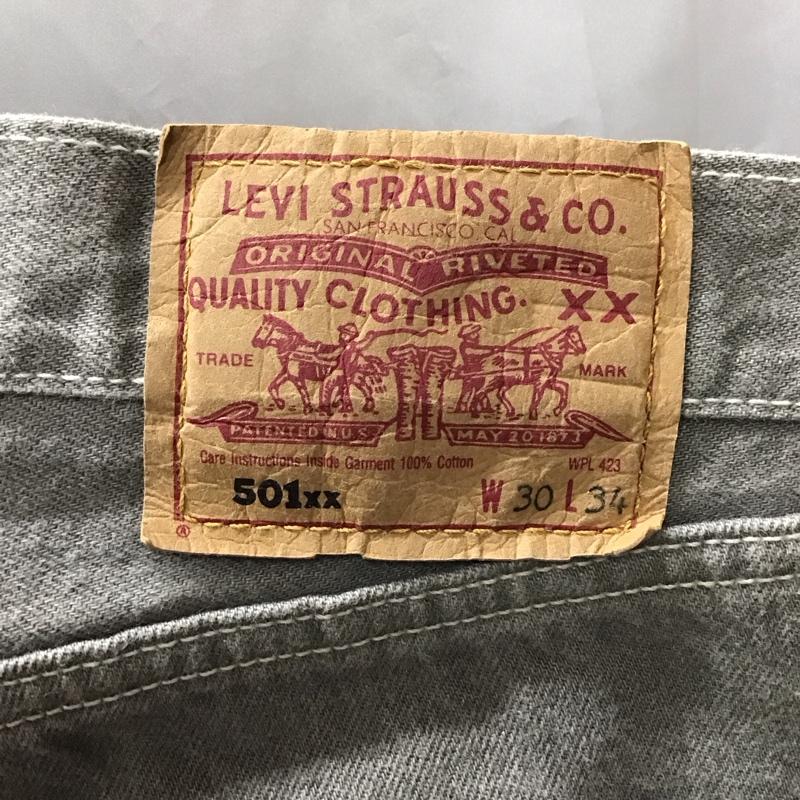 LEVI STRAUSS & CO.
SAN FRANCISCO CAL
ORIGINAL RIVETED
QUALITY CLOTHING. XX
TRADE MARK
PATENTED IN U.S. MAY 20 1873
Care Instructions Inside Garment 100% Cotton WPL 423
501xx W 30 L 34
Ⓐ